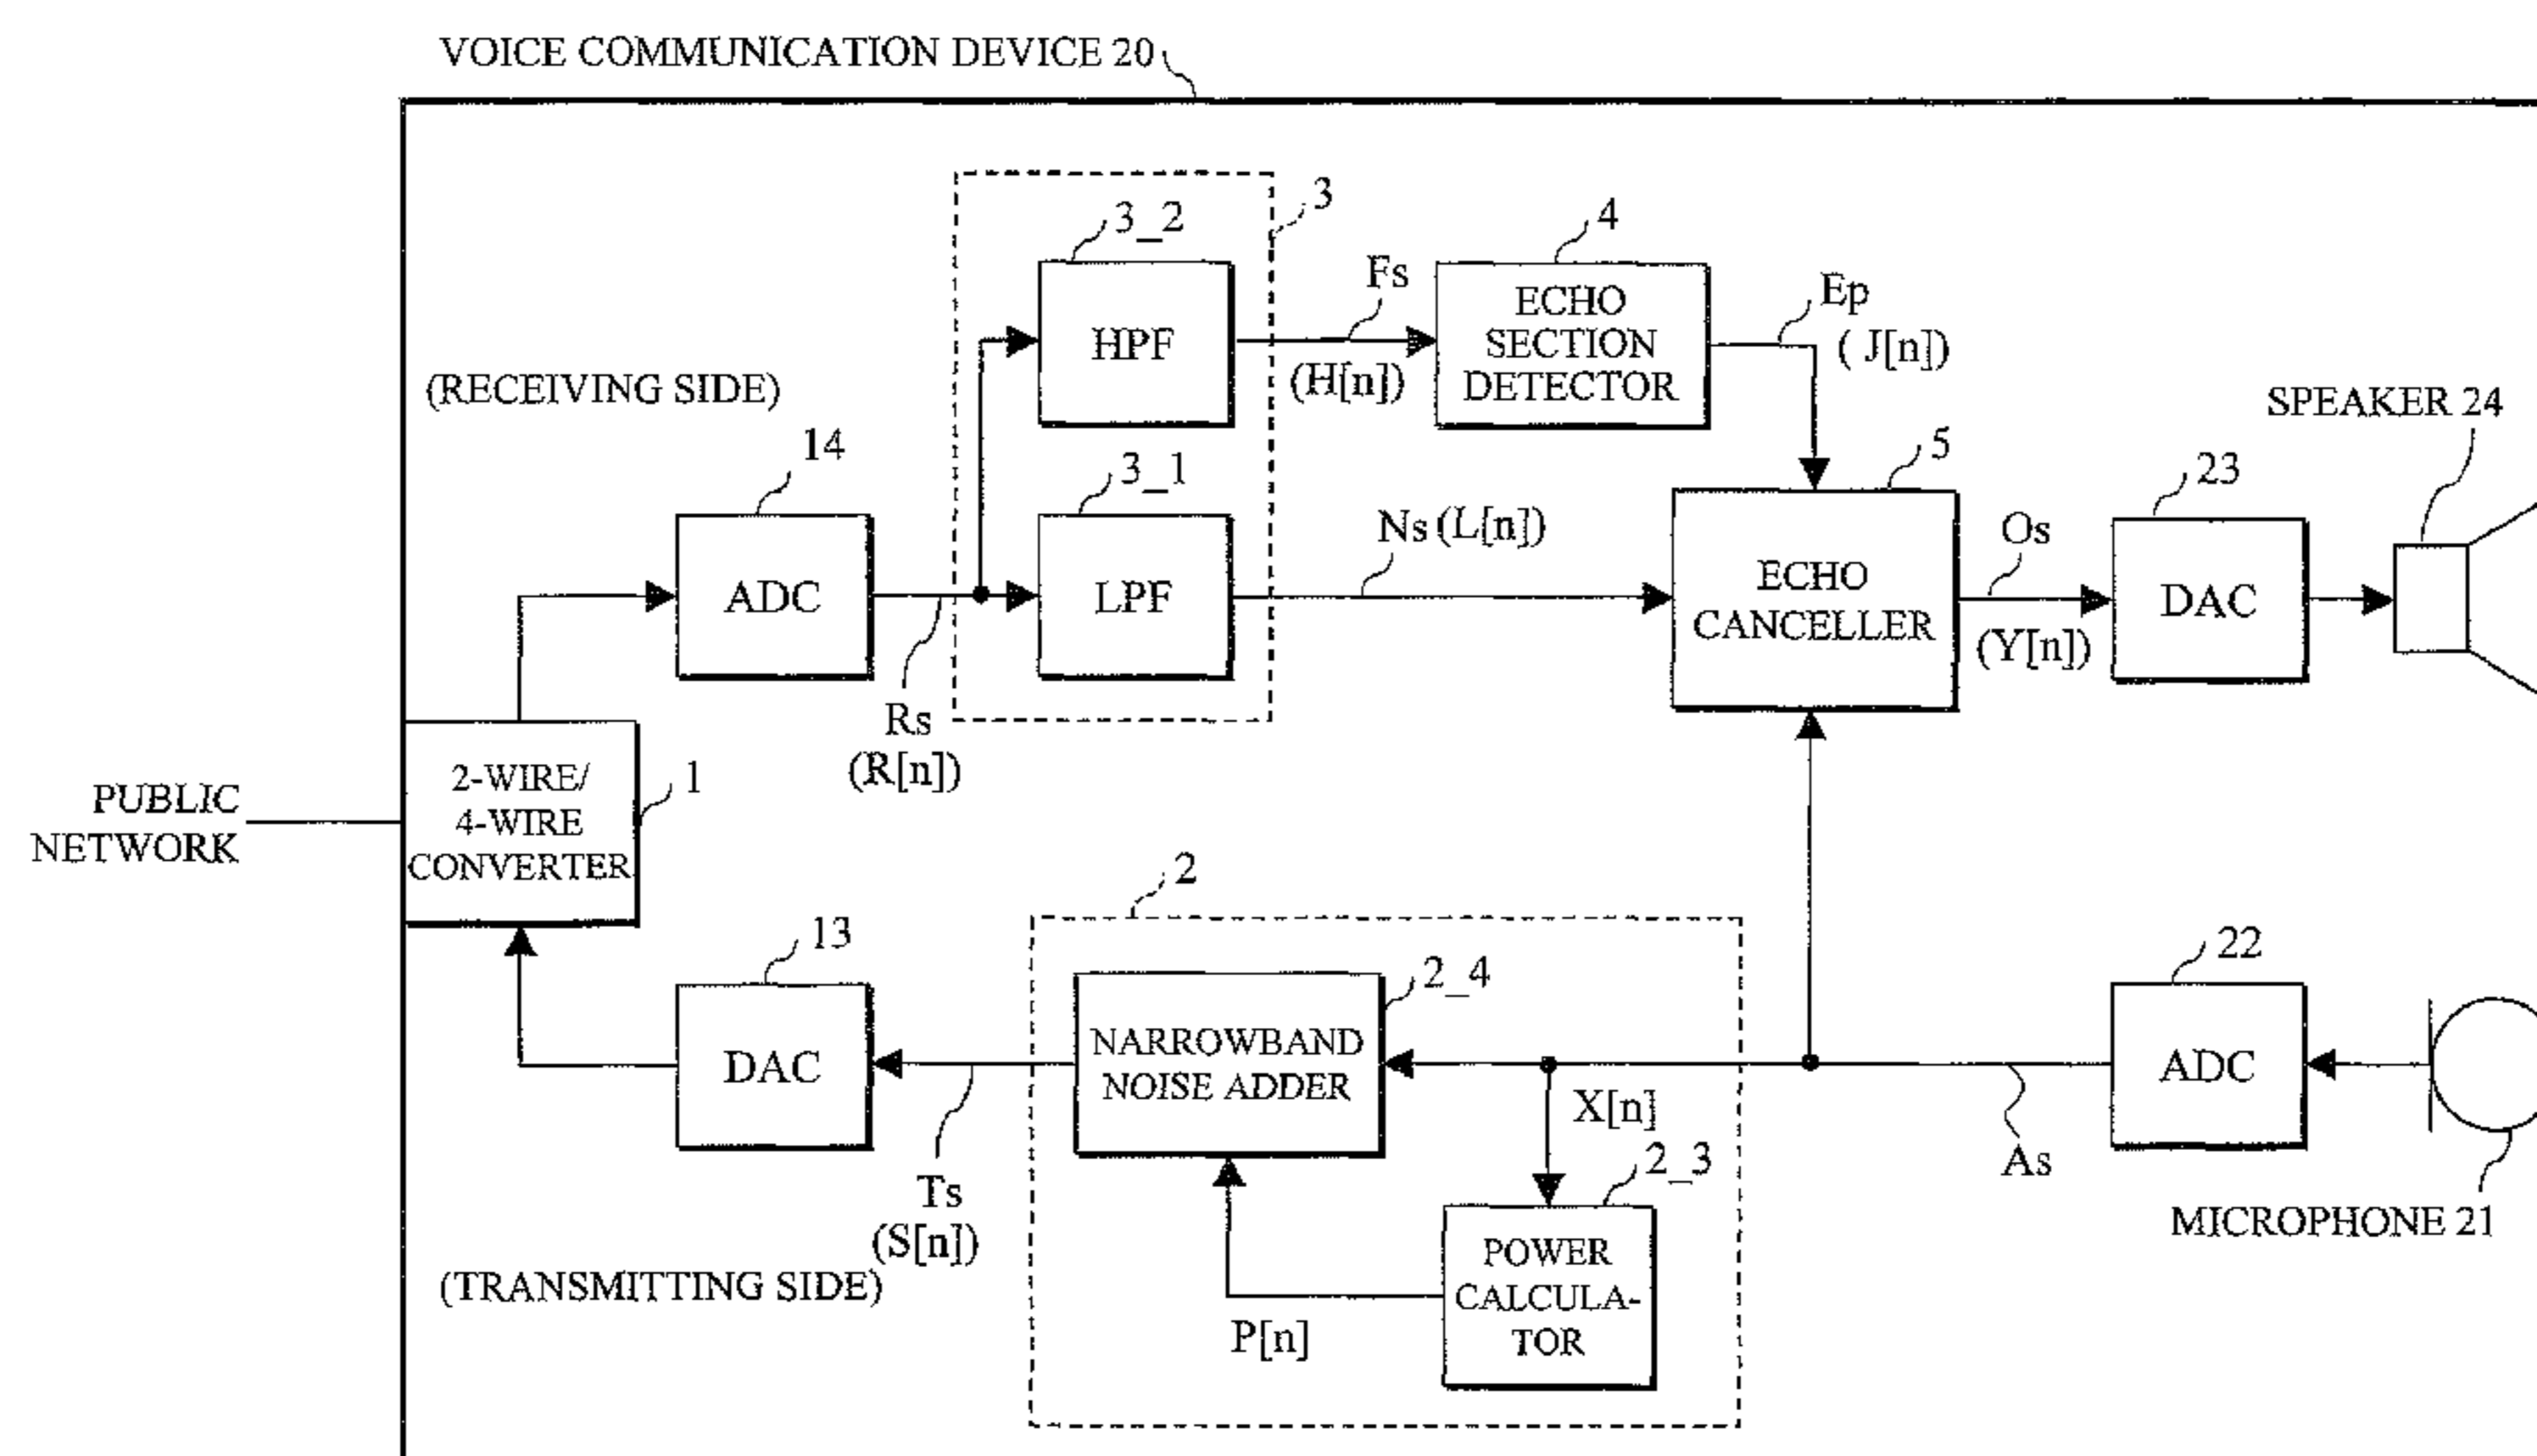 VOICE COMMUNICATION DEVICE 20
3
3_2
4
Fs
Ep
HPF
ECHO
SECTION
DETECTOR
(H[n])
( J[n])
(RECEIVING SIDE)
SPEAKER 24
14
3_1
5
23
ADC
LPF
Ns (L[n])
ECHO
CANCELLER
Os
(Y[n])
DAC
Rs
(R[n])
PUBLIC
NETWORK
2-WIRE/
4-WIRE
CONVERTER
1
2
13
2_4
22
DAC
NARROWBAND
NOISE ADDER
X[n]
ADC
Ts
(S[n])
2_3
As
MICROPHONE 21
(TRANSMITTING SIDE)
P[n]
POWER
CALCULA-
TOR